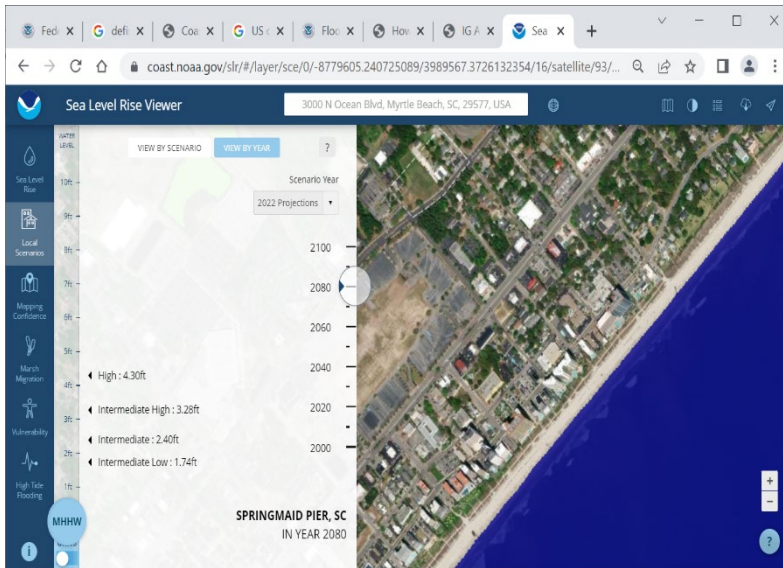 Fed
defi
Coa
US c
Floo
How
IG A
Sea
coast.noaa.gov/slr/#/layer/sce/0/-8779605.240725089/3989567.3726132354/16/satellite/93/...
Sea Level Rise Viewer
3000 N Ocean Blvd, Myrtle Beach, SC, 29577, USA
Sea Level
Rise
Local
Scenarios
Mapping
Confidence
Marsh
Migration
Vulnerability
High Tide
Flooding
WATER
LEVEL
10ft
9ft
8ft
7ft
6ft
5ft
4ft
3ft
2ft
1ft
MHHW
VIEW BY SCENARIO
VIEW BY YEAR
?
Scenario Year
2022 Projections
2100
2080
2060
2040
2020
2000
High : 4.30ft
Intermediate High : 3.28ft
Intermediate : 2.40ft
Intermediate Low : 1.74ft
SPRINGMAID PIER, SC
IN YEAR 2080
+
−
?